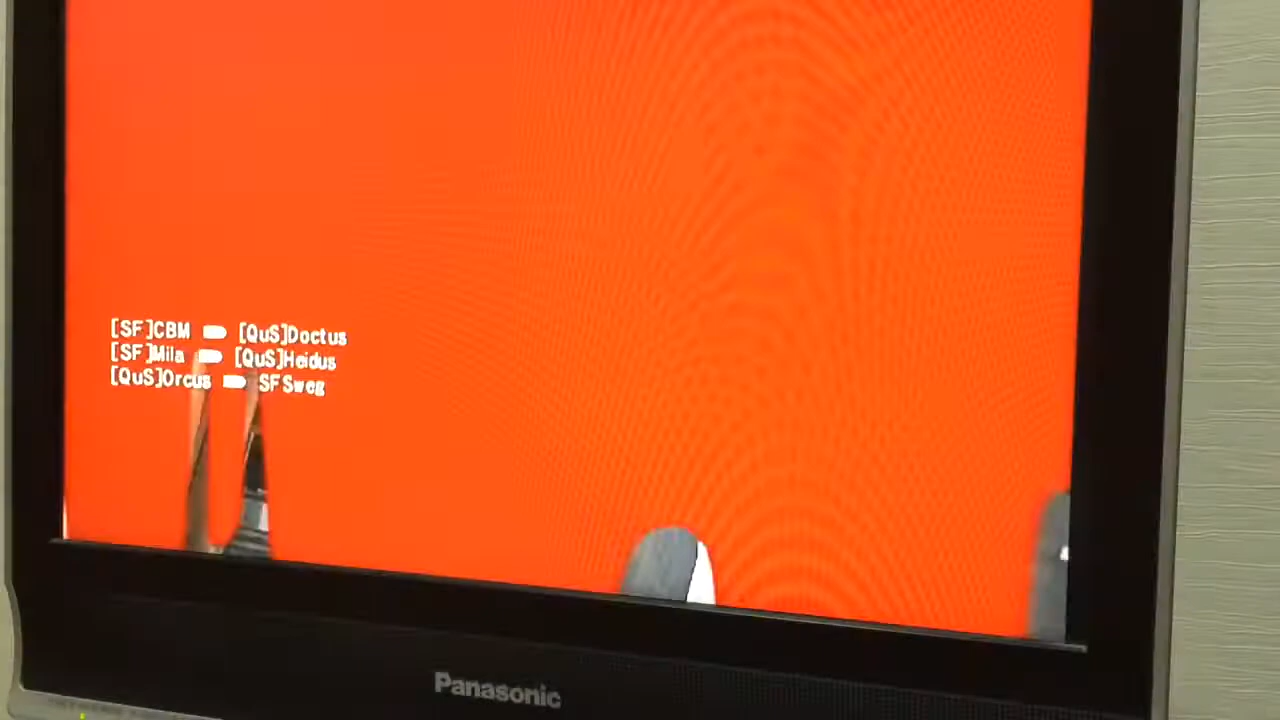 [SF]CBM [QuS]Doctus
[SF]Mila [QuS]Heidus
[QuS]Orcus SFSweg
Panasonic